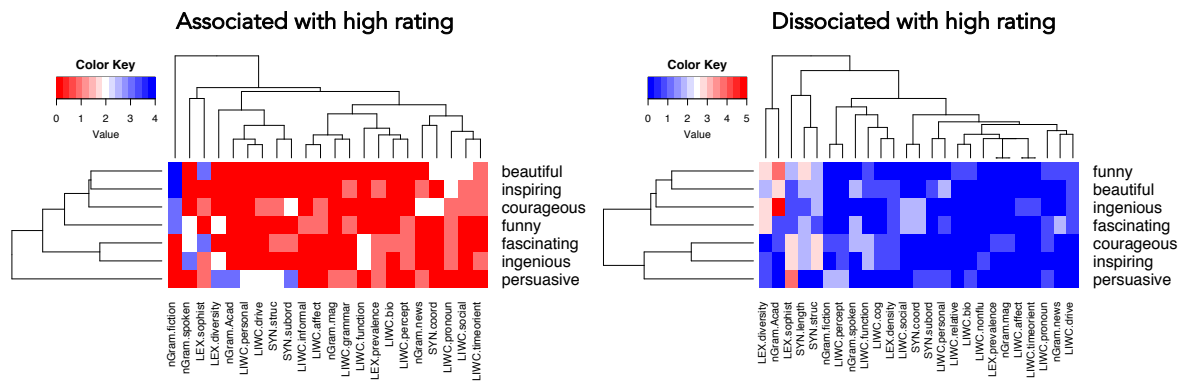 Associated with high rating
Color Key
0 1 2 3 4
Value
beautiful
inspiring
courageous
funny
fascinating
ingenious
persuasive
nGram.fiction
nGram.spoken
LEX.sophist
LEX.diversity
nGram.Acad
LIWC.personal
LIWC.drive
SYN.struc
SYN.subord
LIWC.informal
LIWC.affect
nGram.mag
LIWC.grammar
LIWC.function
LEX.prevalence
LIWC.bio
LIWC.percept
nGram.news
SYN.coord
LIWC.pronoun
LIWC.social
LIWC.timeorient
Dissociated with high rating
Color Key
0 1 2 3 4 5
Value
funny
beautiful
ingenious
fascinating
courageous
inspiring
persuasive
LEX.diversity
nGram.Acad
LEX.sophist
SYN.length
SYN.struc
nGram.fiction
LIWC.percept
nGram.spoken
LIWC.function
LIWC.cog
LEX.density
LIWC.social
SYN.coord
SYN.subord
LIWC.personal
LIWC.relative
LIWC.bio
LIWC.nonflu
LEX.prevalence
nGram.mag
LIWC.affect
LIWC.timeorient
LIWC.pronoun
nGram.news
LIWC.drive